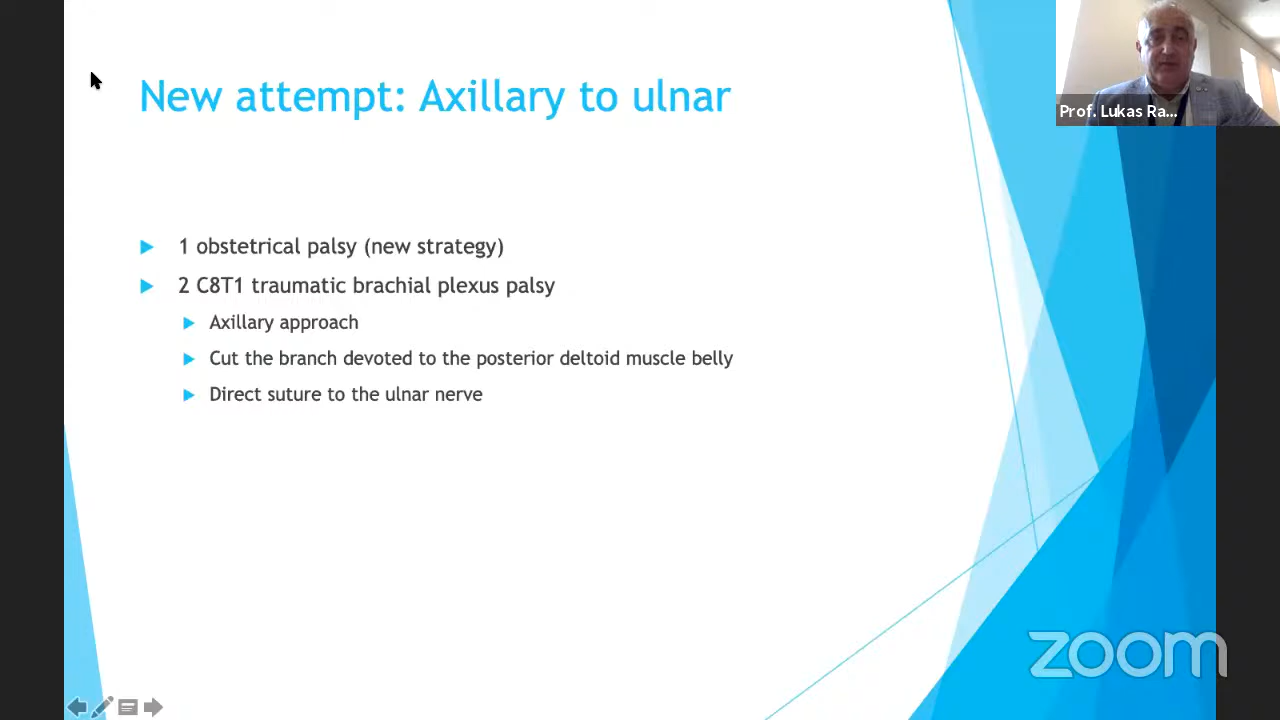 New attempt: Axillary to ulnar
Prof. Lukas Ra...
1 obstetrical palsy (new strategy)
2 C8T1 traumatic brachial plexus palsy
Axillary approach
Cut the branch devoted to the posterior deltoid muscle belly
Direct suture to the ulnar nerve
zoom